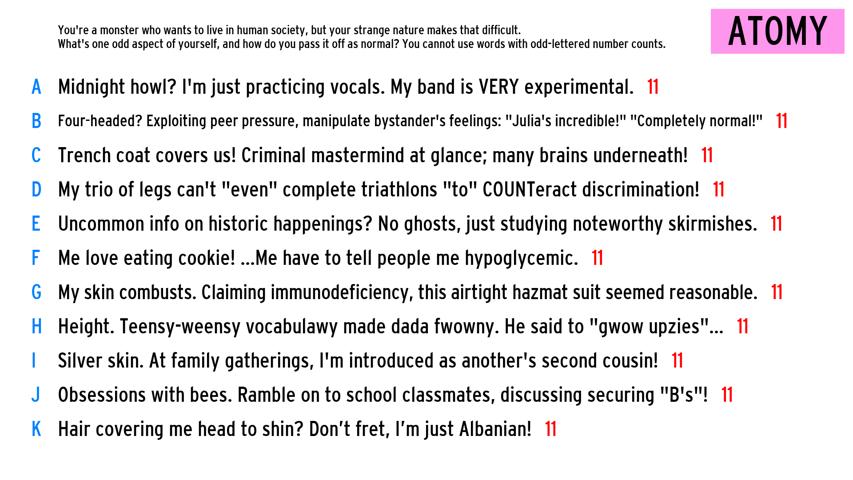 You're a monster who wants to live in human society, but your strange nature makes that difficult.
What's one odd aspect of yourself, and how do you pass it off as normal? You cannot use words with odd-lettered number counts.
ATOMY
A Midnight howl? I'm just practicing vocals. My band is VERY experimental. 11
B Four-headed? Exploiting peer pressure, manipulate bystander's feelings: "Julia's incredible!" "Completely normal!" 11
C Trench coat covers us! Criminal mastermind at glance; many brains underneath! 11
D My trio of legs can't "even" complete triathlons "to" COUNTeract discrimination! 11
E Uncommon info on historic happenings? No ghosts, just studying noteworthy skirmishes. 11
F Me love eating cookie! ...Me have to tell people me hypoglycemic. 11
G My skin combusts. Claiming immunodeficiency, this airtight hazmat suit seemed reasonable. 11
H Height. Teensy-weensy vocabulawy made dada fwowny. He said to "gwow upzies"... 11
I Silver skin. At family gatherings, I'm introduced as another's second cousin! 11
J Obsessions with bees. Ramble on to school classmates, discussing securing "B's"! 11
K Hair covering me head to shin? Don’t fret, I’m just Albanian! 11